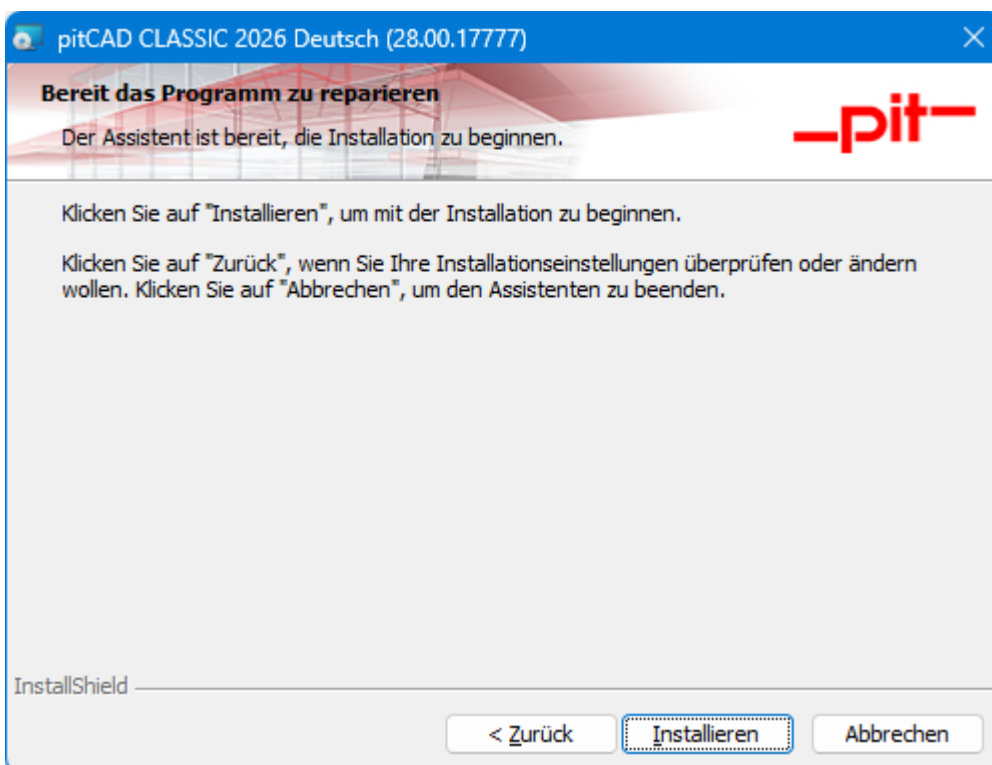 pitCAD CLASSIC 2026 Deutsch (28.00.17777)
Bereit das Programm zu reparieren
Der Assistent ist bereit, die Installation zu beginnen.
pit
Klicken Sie auf "Installieren", um mit der Installation zu beginnen.
Klicken Sie auf "Zurück", wenn Sie Ihre Installationseinstellungen überprüfen oder ändern
wollen. Klicken Sie auf "Abbrechen", um den Assistenten zu beenden.
InstallShield
< Zurück
Installieren
Abbrechen